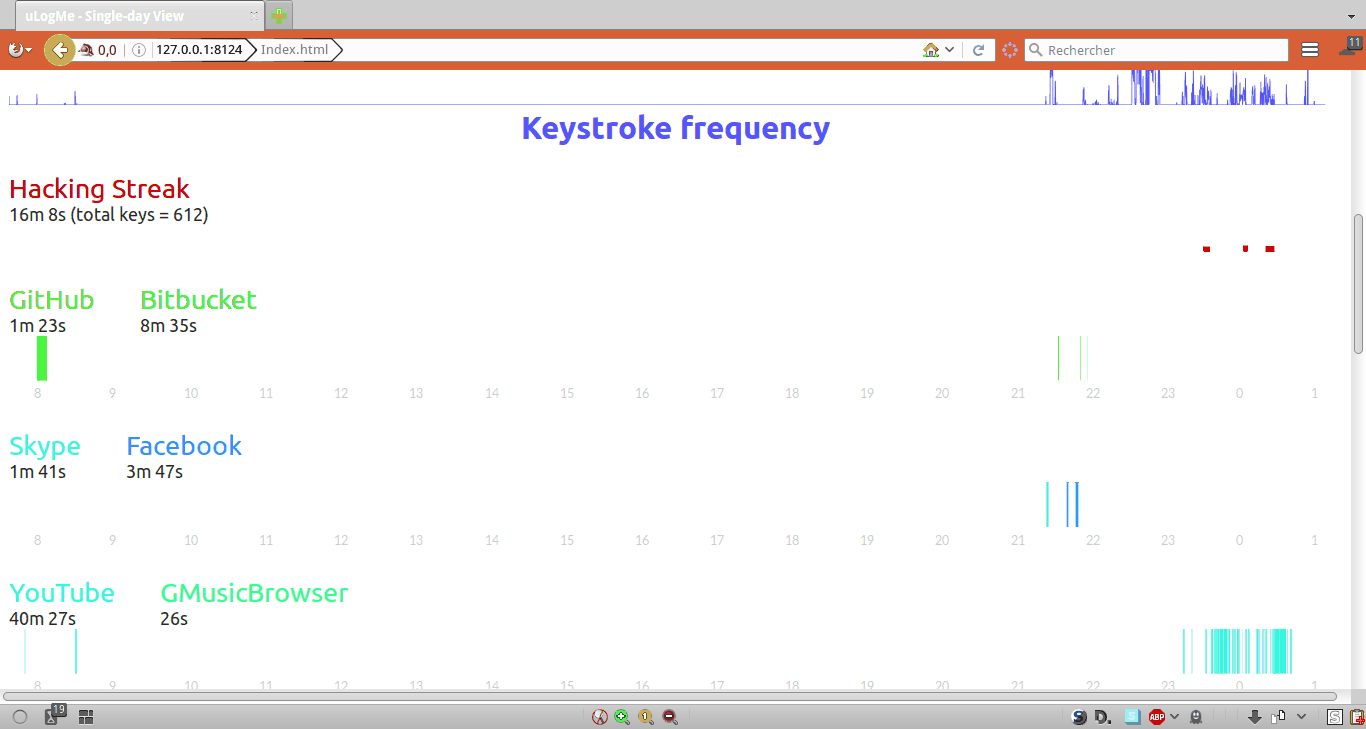 uLogMe - Single-day View
0,0 127.0.0.1:8124 Index.html Rechercher 11
Keystroke frequency
Hacking Streak
16m 8s (total keys = 612)
GitHub Bitbucket
1m 23s 8m 35s
8 9 10 11 12 13 14 15 16 17 18 19 20 21 22 23 0 1
Skype Facebook
1m 41s 3m 47s
8 9 10 11 12 13 14 15 16 17 18 19 20 21 22 23 0 1
YouTube GMusicBrowser
40m 27s 26s
8 9 10 11 12 13 14 15 16 17 18 19 20 21 22 23 0 1
19 S D. S ABP S